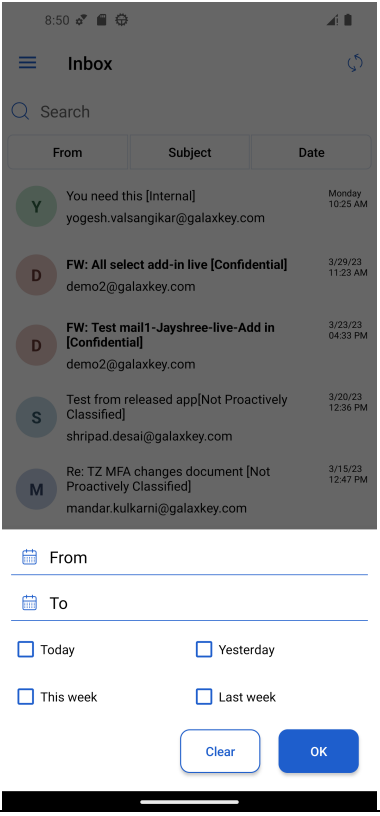 8:50
Inbox
Search
From Subject Date
Y
You need this [Internal]
yogesh.valsangikar@galaxkey.com
Monday
10:25 AM
D
FW: All select add-in live [Confidential]
demo2@galaxkey.com
3/29/23
11:23 AM
D
FW: Test mail1-Jayshree-live-Add in
[Confidential]
demo2@galaxkey.com
3/23/23
04:33 PM
S
Test from released app[Not Proactively
Classified]
shripad.desai@galaxkey.com
3/20/23
12:36 PM
M
Re: TZ MFA changes document [Not
Proactively Classified]
mandar.kulkarni@galaxkey.com
3/15/23
12:47 PM
From
To
Today Yesterday
This week Last week
Clear OK